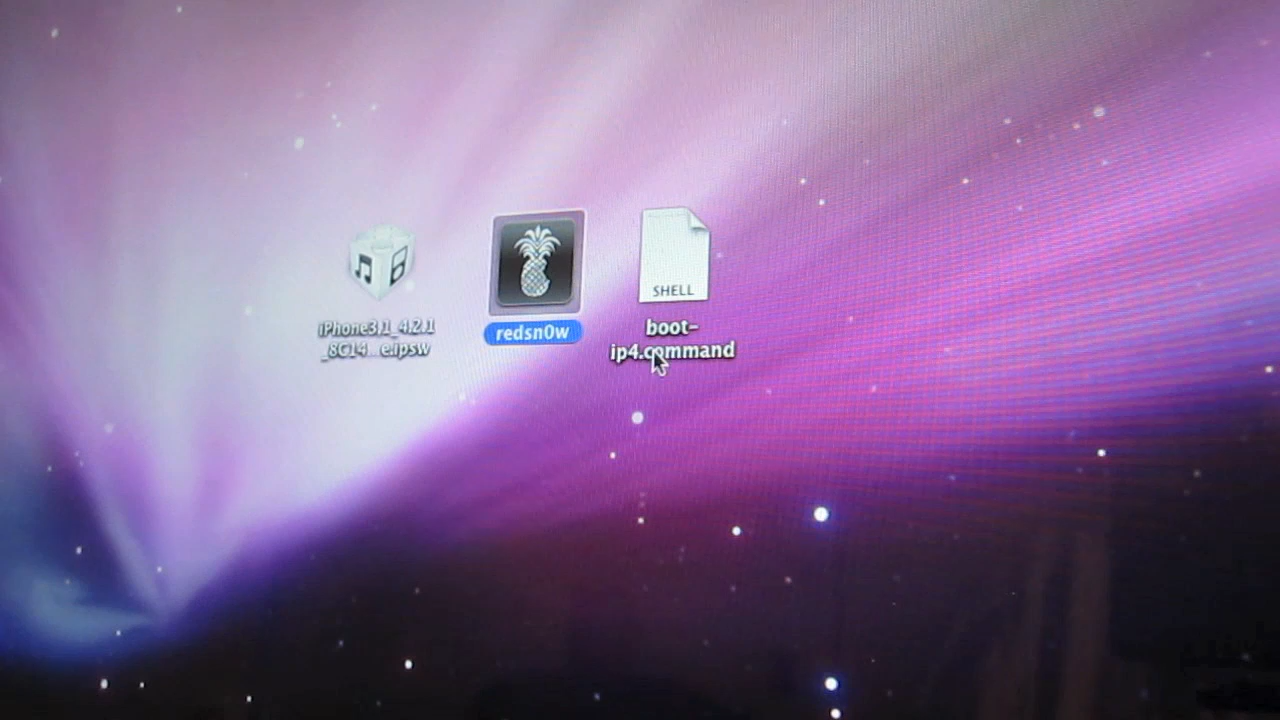 iPhone3,1_4.2.1
_8C14...e.ipsw
redsn0w
SHELL
boot-
ip4.command